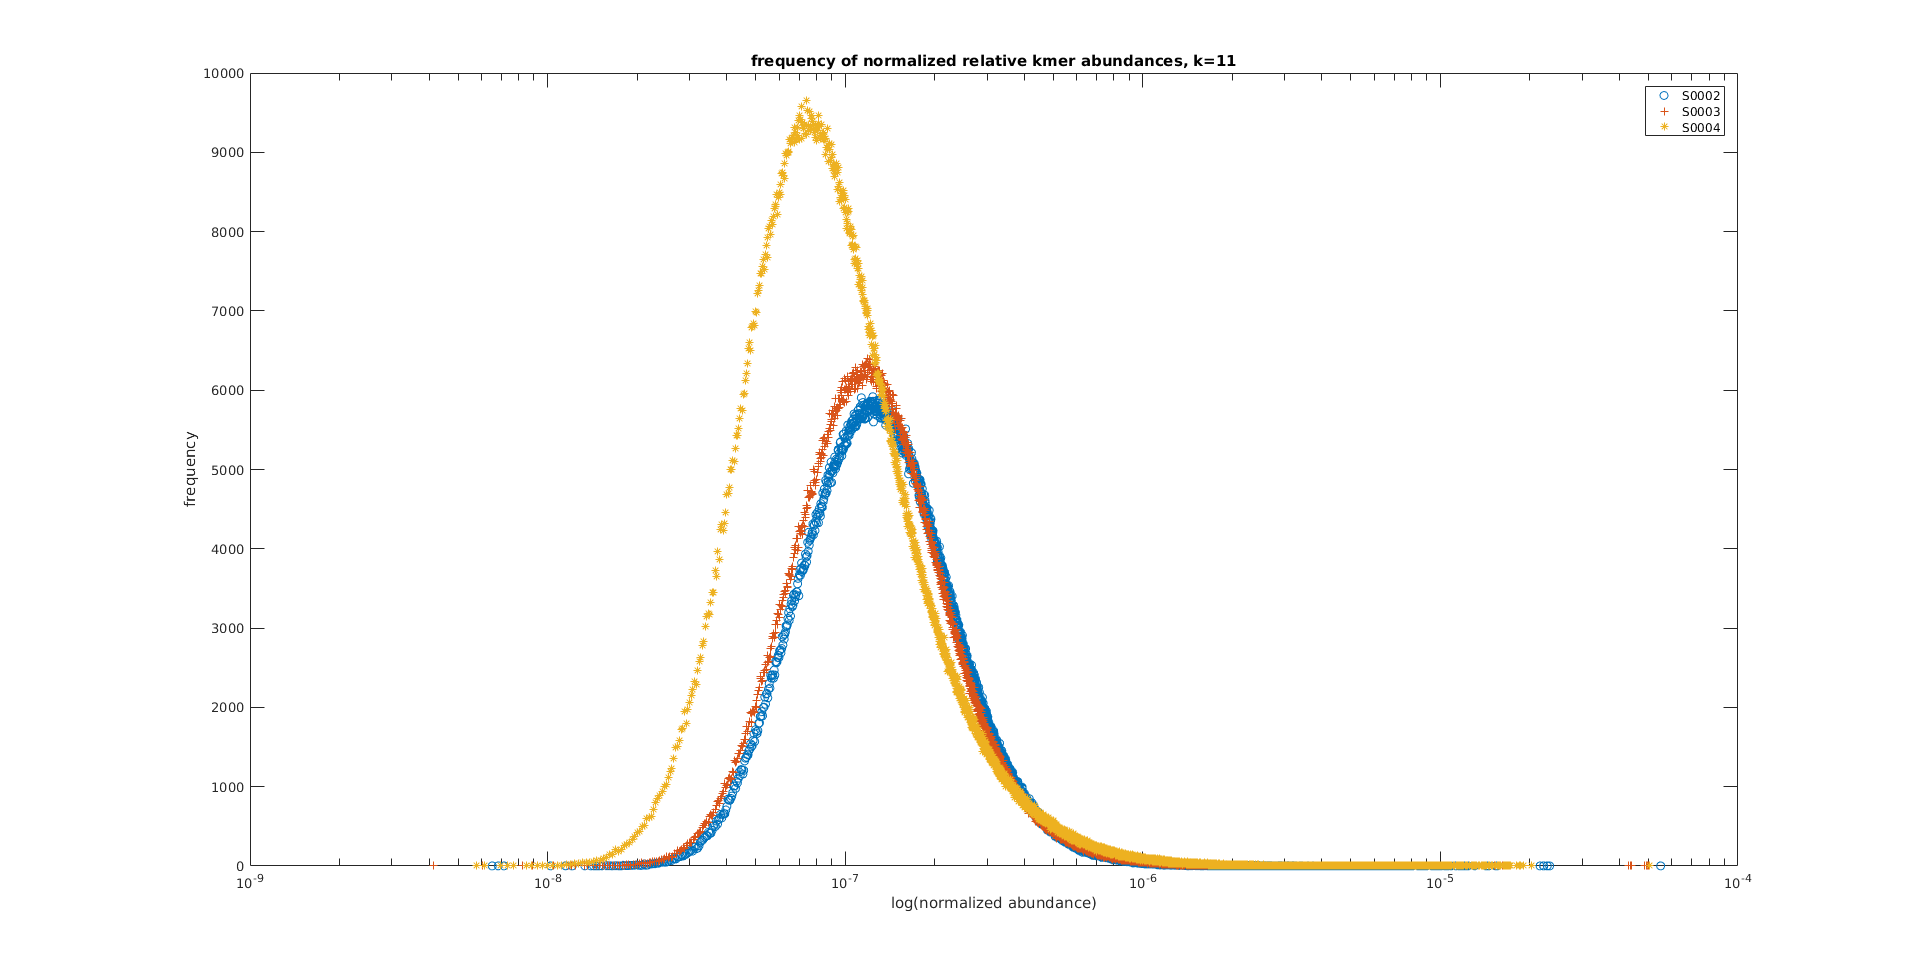 frequency of normalized relative kmer abundances, k=11
S0002
S0003
S0004
frequency
10000
9000
8000
7000
6000
5000
4000
3000
2000
1000
0
10^-9 10^-8 10^-7 10^-6 10^-5 10^-4
log(normalized abundance)